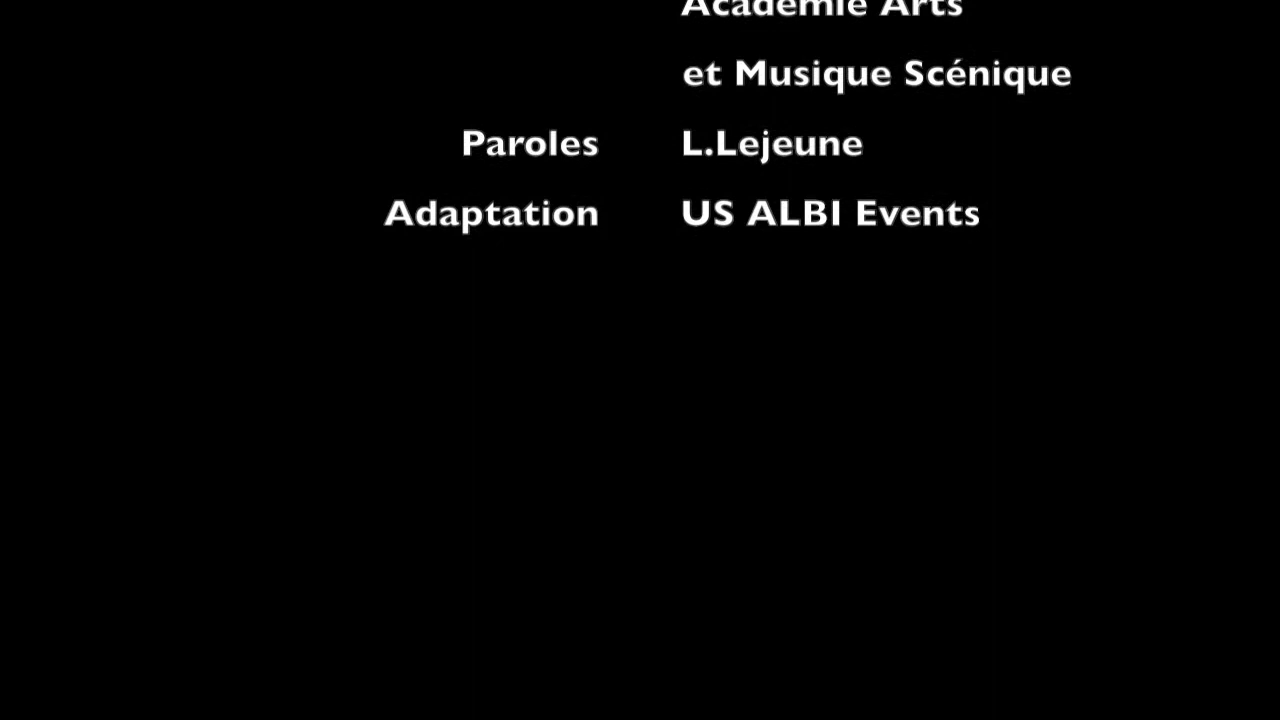 Académie Arts
et Musique Scénique
Paroles L.Lejeune
Adaptation US ALBI Events